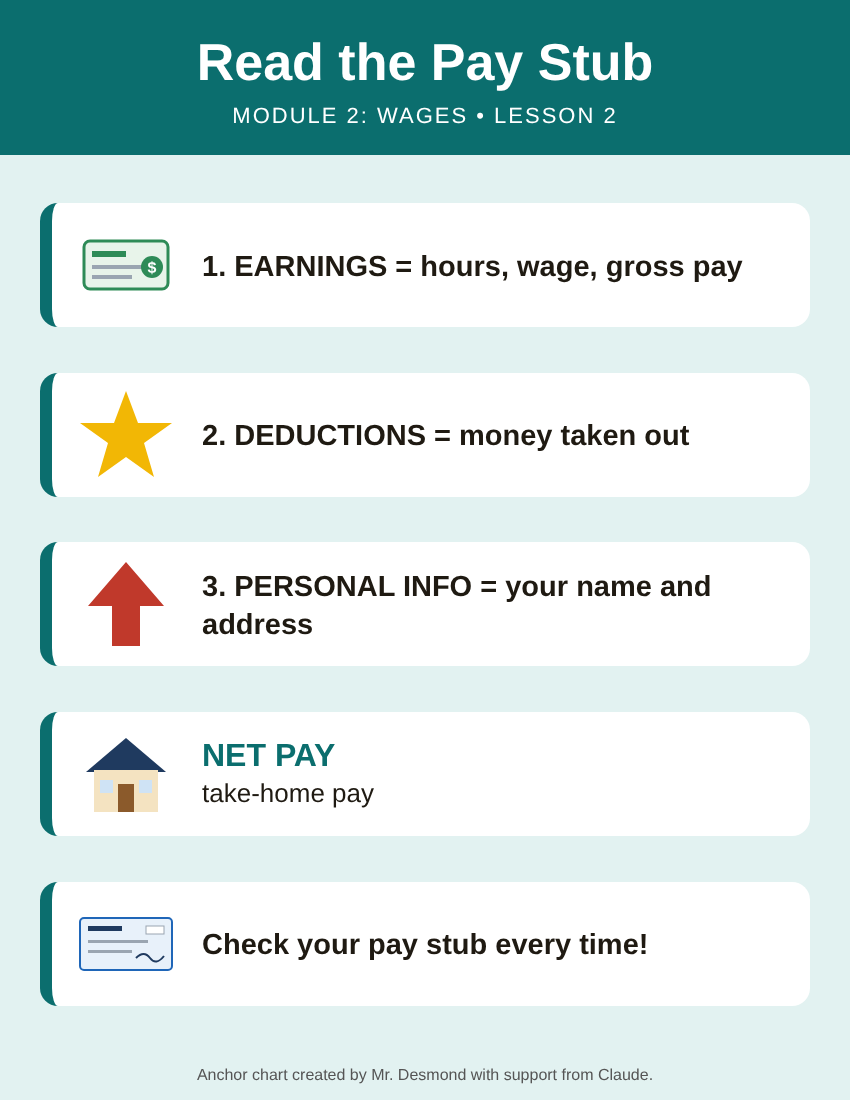 Read the Pay Stub
MODULE 2: WAGES • LESSON 2
$
1. EARNINGS = hours, wage, gross pay
2. DEDUCTIONS = money taken out
3. PERSONAL INFO = your name and
address
NET PAY
take-home pay
Check your pay stub every time!
Anchor chart created by Mr. Desmond with support from Claude.